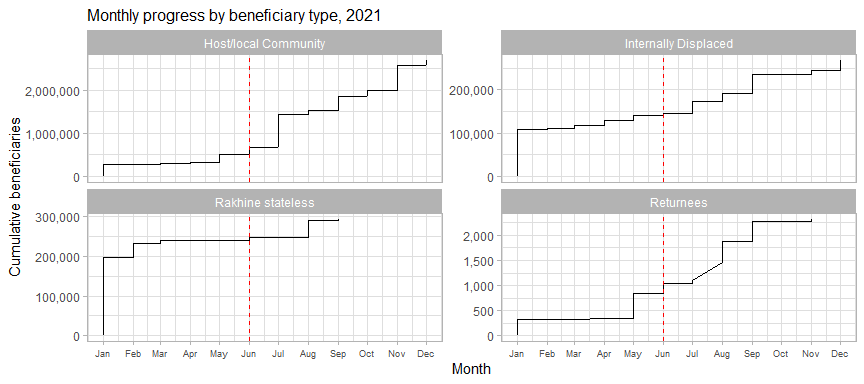 Monthly progress by beneficiary type, 2021
Host/local Community
Internally Displaced
2,000,000
1,000,000
0
200,000
100,000
0
Cumulative beneficiaries
Rakhine stateless
Returnees
300,000
200,000
100,000
0
2,000
1,500
1,000
500
0
Jan Feb Mar Apr May Jun Jul Aug Sep Oct Nov Dec
Jan Feb Mar Apr May Jun Jul Aug Sep Oct Nov Dec
Month